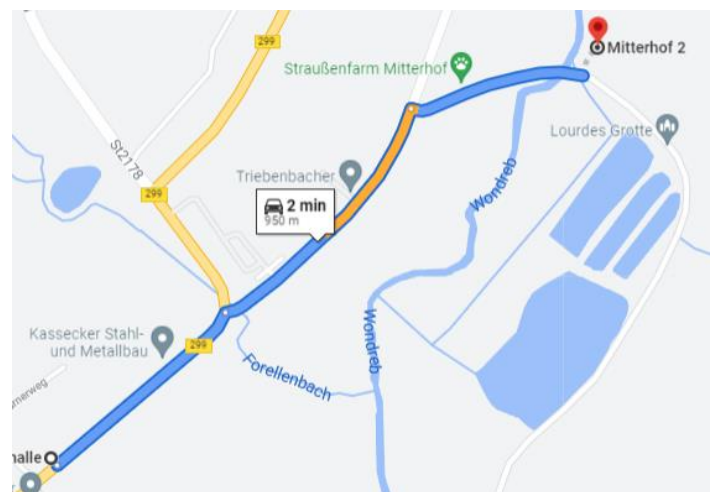 299
Mitterhof 2
Straußenfarm Mitterhof
Lourdes Grotte
St2178
Triebenbacher
299
Wondreb
2 min
950 m
Kassecker Stahl-
und Metallbau
299
Wondreb
Forellenbach
nerweg
halle